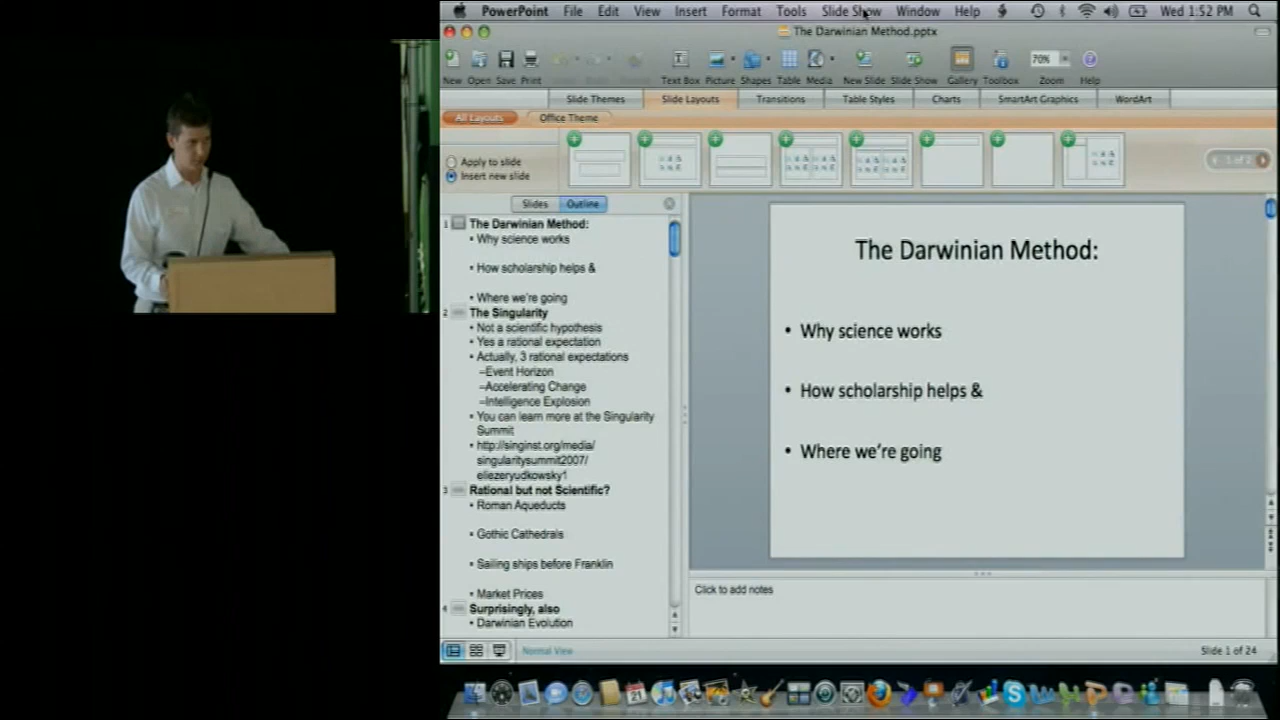 PowerPoint File Edit View Insert Format Tools Slide Show Window Help Wed 1:52 PM
The Darwinian Method.pptx
New Open Save Print Text Box Picture Shapes Table Media New Slide Slide Show Gallery Toolbox 70% Zoom Help
Slide Themes Slide Layouts Transitions Table Styles Charts SmartArt Graphics WordArt
All Layouts Office Theme
Apply to slide
Insert new slide
1 of 2
Slides Outline
1 The Darwinian Method:
• Why science works
• How scholarship helps &
• Where we're going
2 The Singularity
• Not a scientific hypothesis
• Yes a rational expectation
• Actually, 3 rational expectations
–Event Horizon
–Accelerating Change
–Intelligence Explosion
• You can learn more at the Singularity
Summit
• http://singinst.org/media/
singularitysummit2007/
eliezeryudkowsky1
3 Rational but not Scientific?
• Roman Aqueducts
• Gothic Cathedrals
• Sailing ships before Franklin
• Market Prices
4 Surprisingly, also
• Darwinian Evolution
The Darwinian Method:
• Why science works
• How scholarship helps &
• Where we're going
Click to add notes
Normal View
Slide 1 of 24
21